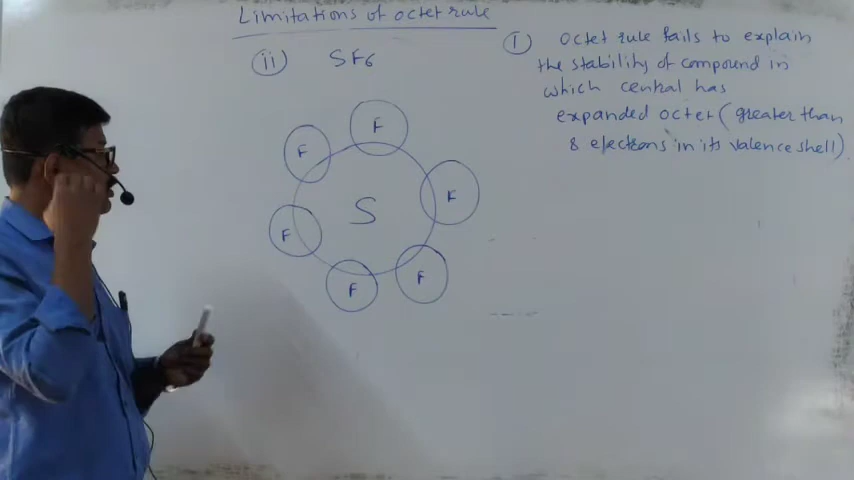 Limitations of octet rule
(ii) SF6
F
F
F
S
F
F
F
(I) Octet rule fails to explain
the stability of compound in
which central has
expanded octet (greater than
8 electrons in its valence shell).